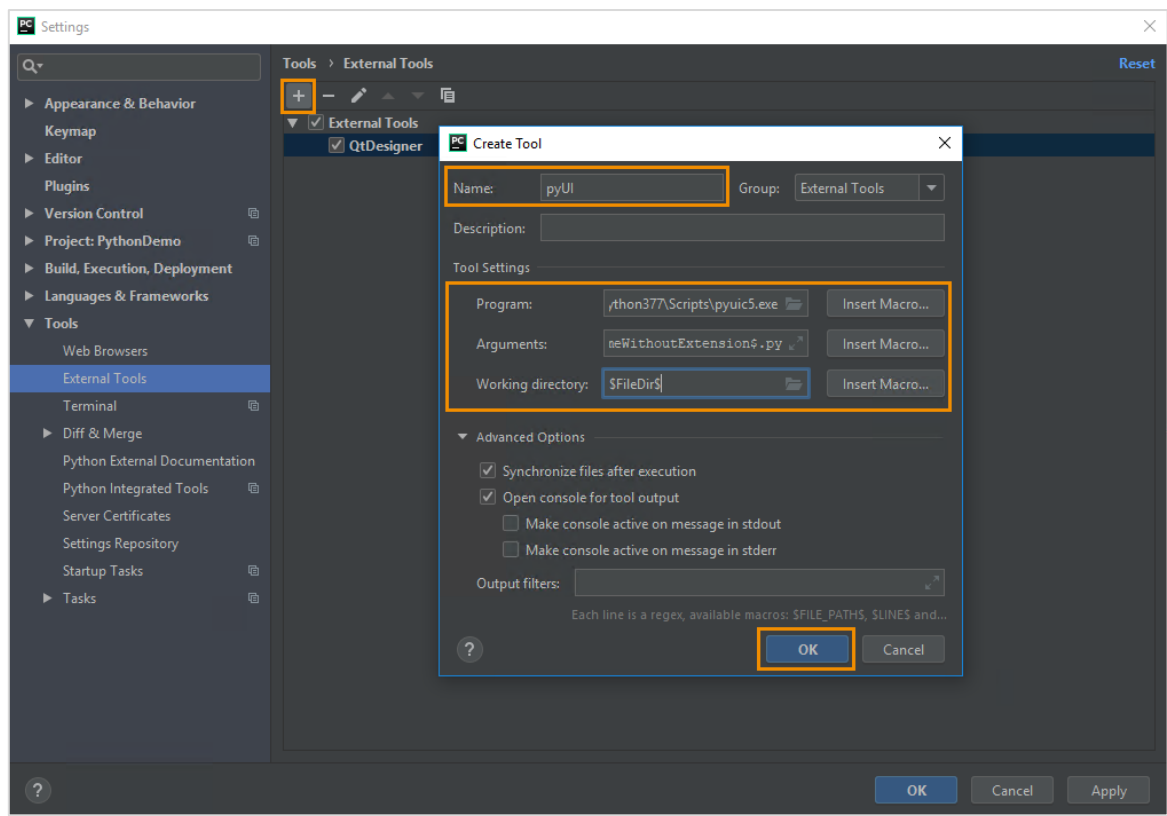 PC Settings
Tools › External Tools
Reset
Appearance & Behavior
Keymap
Editor
Plugins
Version Control
Project: PythonDemo
Build, Execution, Deployment
Languages & Frameworks
Tools
Web Browsers
External Tools
Terminal
Diff & Merge
Python External Documentation
Python Integrated Tools
Server Certificates
Settings Repository
Startup Tasks
Tasks
External Tools
QtDesigner
PC Create Tool
Name: pyUI Group: External Tools
Description:
Tool Settings
Program: ython377\Scripts\pyuic5.exe Insert Macro...
Arguments: neWithoutExtension$.py Insert Macro...
Working directory: $FileDir$ Insert Macro...
Advanced Options
Synchronize files after execution
Open console for tool output
Make console active on message in stdout
Make console active on message in stderr
Output filters:
Each line is a regex, available macros: $FILE_PATH$, $LINE$ and...
? OK Cancel
? OK Cancel Apply